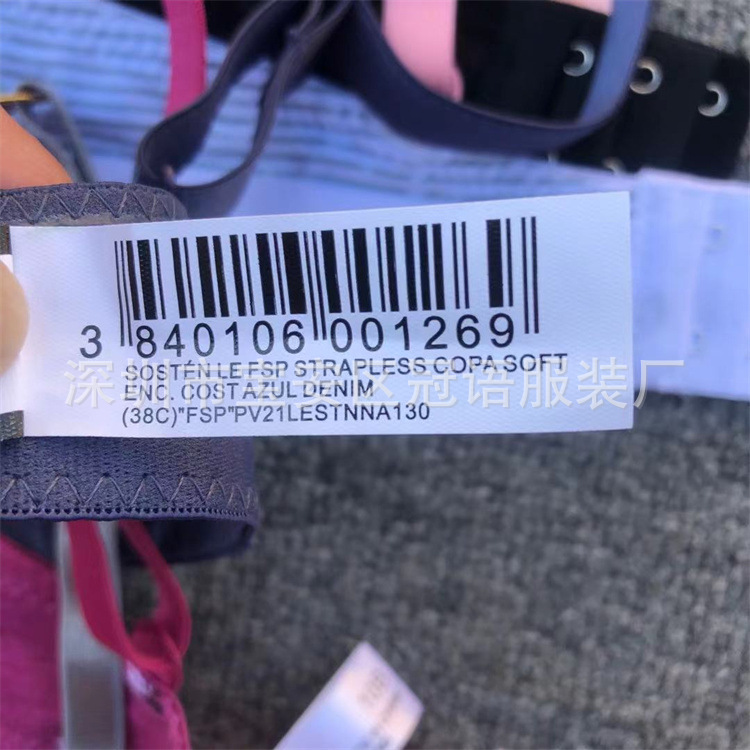 3 840106 001269
SOSTÉN LE FSP STRAPLESS COPA SOFT
ENC. COST AZUL DENIM
(38C)"FSP"PV21LESTNNA130
深圳市宝安区冠语服装厂